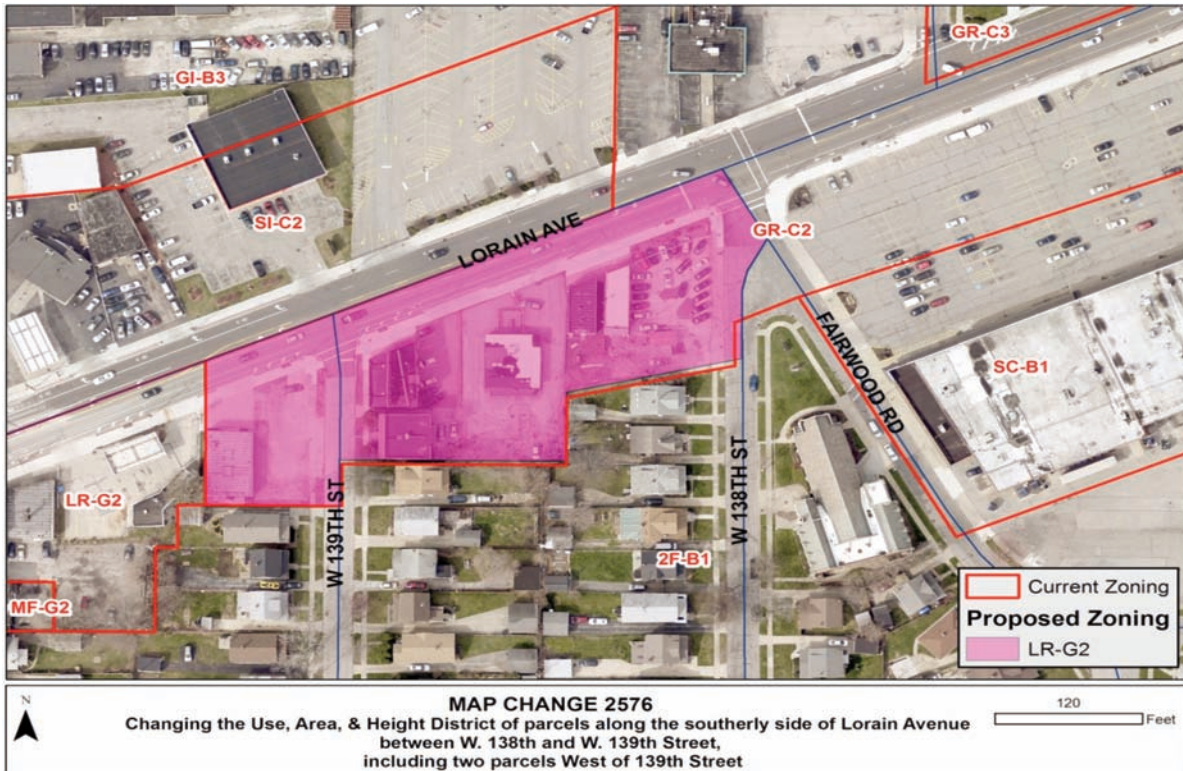 GR-C3
GI-B3
SI-C2
LORAIN AVE
GR-C2
FAIRWOOD RD
SC-B1
LR-G2
W 139TH ST
W 138TH ST
2F-B1
MF-G2
Current Zoning
Proposed Zoning
LR-G2
N
MAP CHANGE 2576
Changing the Use, Area, & Height District of parcels along the southerly side of Lorain Avenue
between W. 138th and W. 139th Street,
including two parcels West of 139th Street
120
Feet